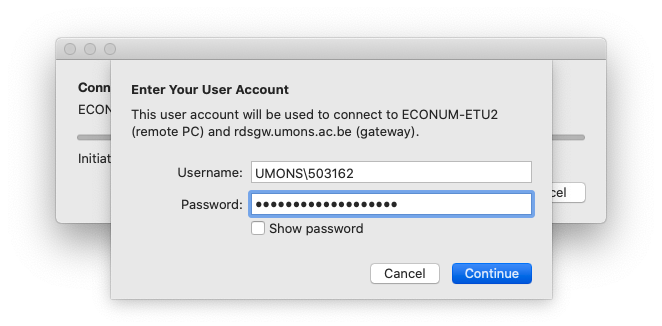 Enter Your User Account
Conn
This user account will be used to connect to ECONUM-ETU2
ECON
(remote PC) and rdsgw.umons.ac.be (gateway).
Initiat
Username: UMONS\503162
cel
Password: •••••••••••••••••••
Show password
Cancel Continue